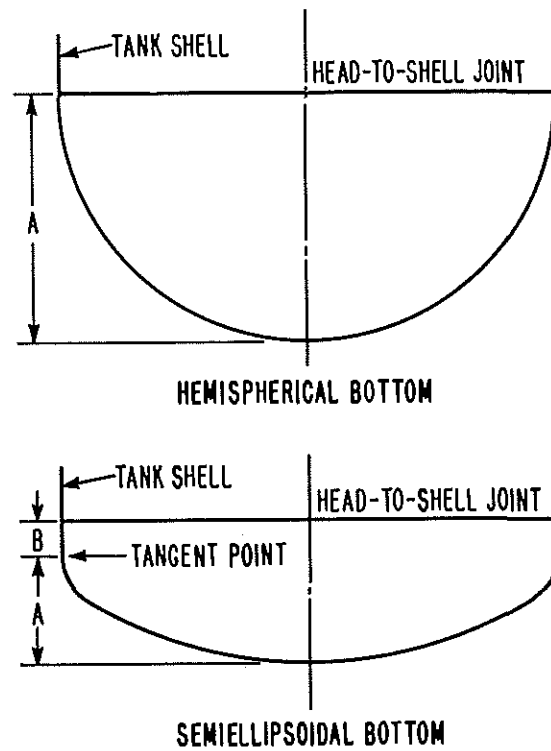 TANK SHELL
HEAD-TO-SHELL JOINT
A
HEMISPHERICAL BOTTOM
TANK SHELL
HEAD-TO-SHELL JOINT
B
TANGENT POINT
A
SEMIELLIPSOIDAL BOTTOM